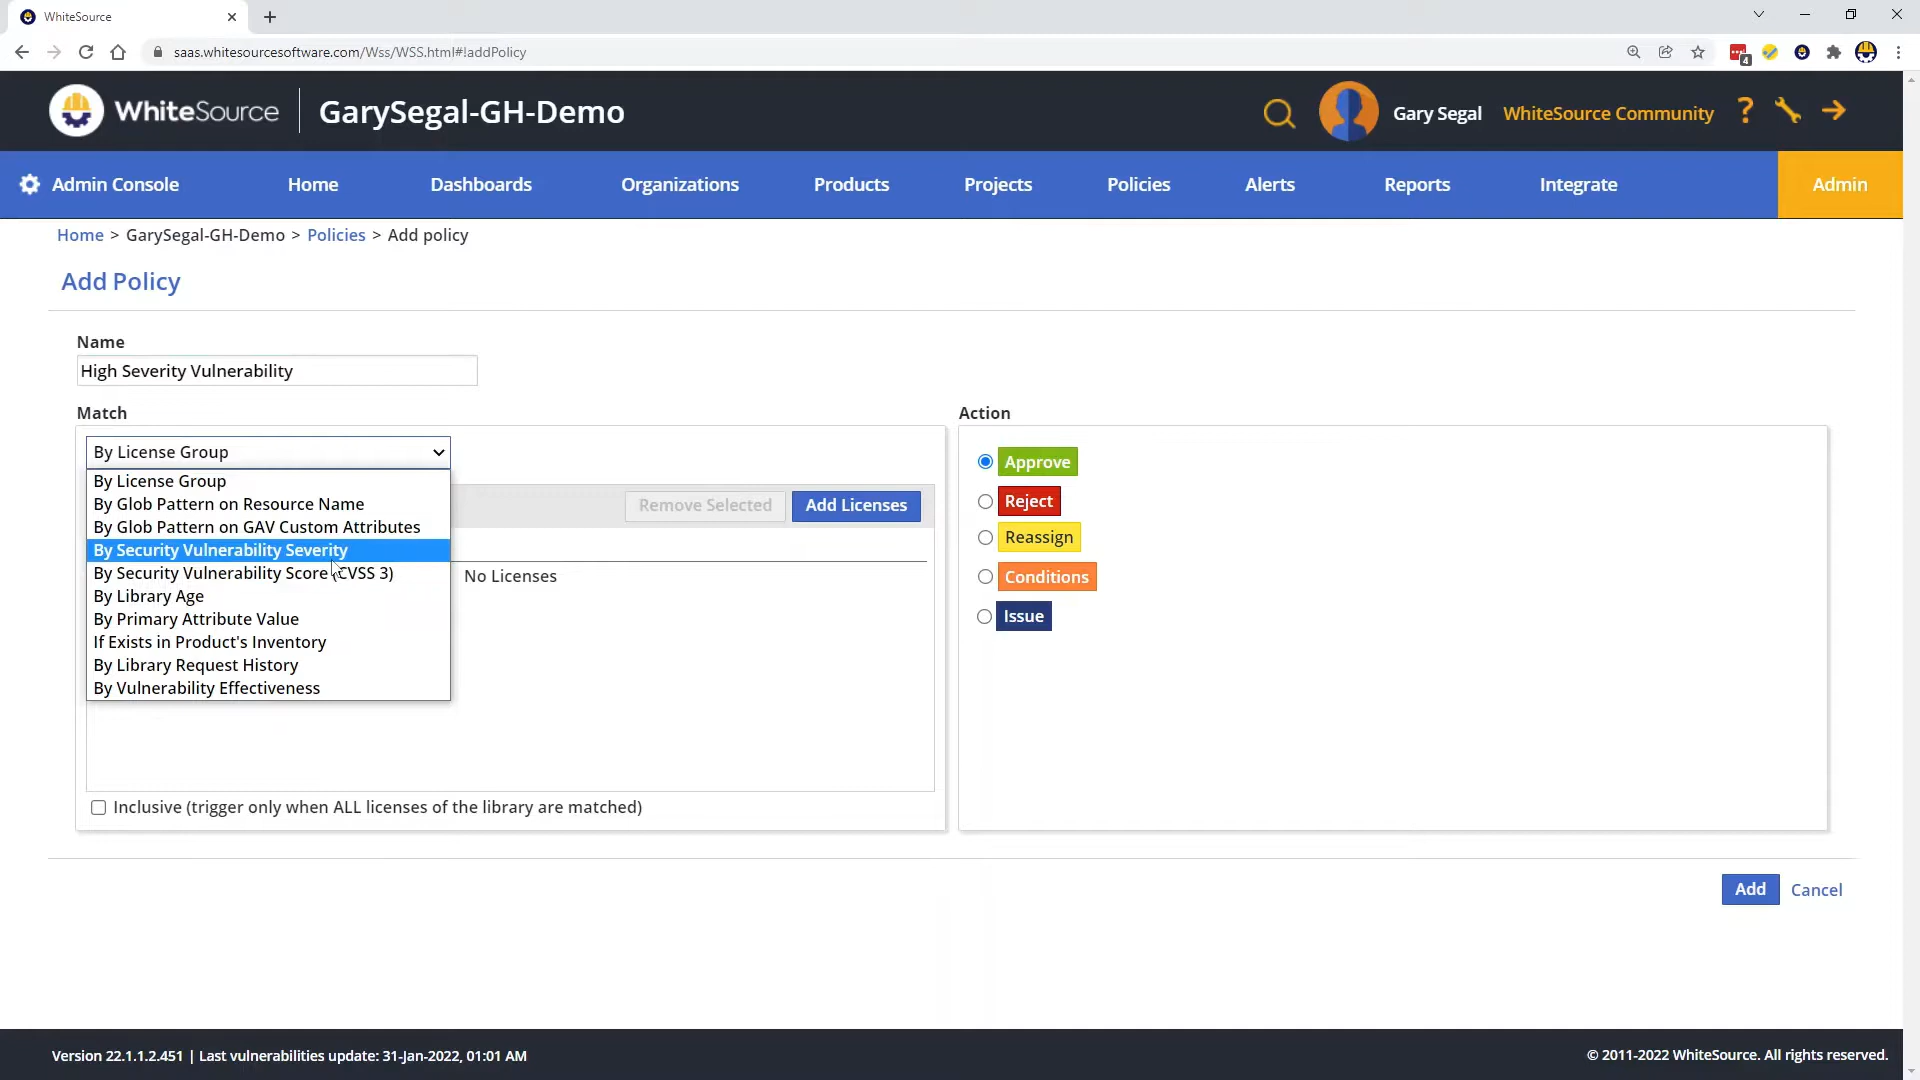 WhiteSource
saas.whitesourcesoftware.com/Wss/WSS.html#!addPolicy
4
WhiteSource
GarySegal-GH-Demo
Gary Segal
WhiteSource Community
?
Admin Console
Home
Dashboards
Organizations
Products
Projects
Policies
Alerts
Reports
Integrate
Admin
Home > GarySegal-GH-Demo > Policies > Add policy
Add Policy
Name
High Severity Vulnerability
Match
By License Group
By License Group
By Glob Pattern on Resource Name
By Glob Pattern on GAV Custom Attributes
By Security Vulnerability Severity
By Security Vulnerability Score (CVSS 3)
By Library Age
By Primary Attribute Value
If Exists in Product's Inventory
By Library Request History
By Vulnerability Effectiveness
Remove Selected
Add Licenses
No Licenses
Inclusive (trigger only when ALL licenses of the library are matched)
Action
Approve
Reject
Reassign
Conditions
Issue
Add
Cancel
Version 22.1.1.2.451 | Last vulnerabilities update: 31-Jan-2022, 01:01 AM
© 2011-2022 WhiteSource. All rights reserved.